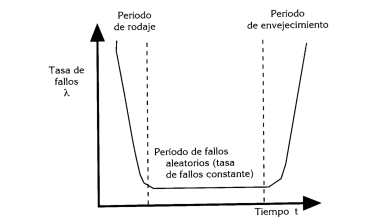 Período
de rodaje
Período
de envejecimiento
Tasa de
fallos
λ
Período de fallos
aleatorios (tasa
de fallos constante)
Tiempo t